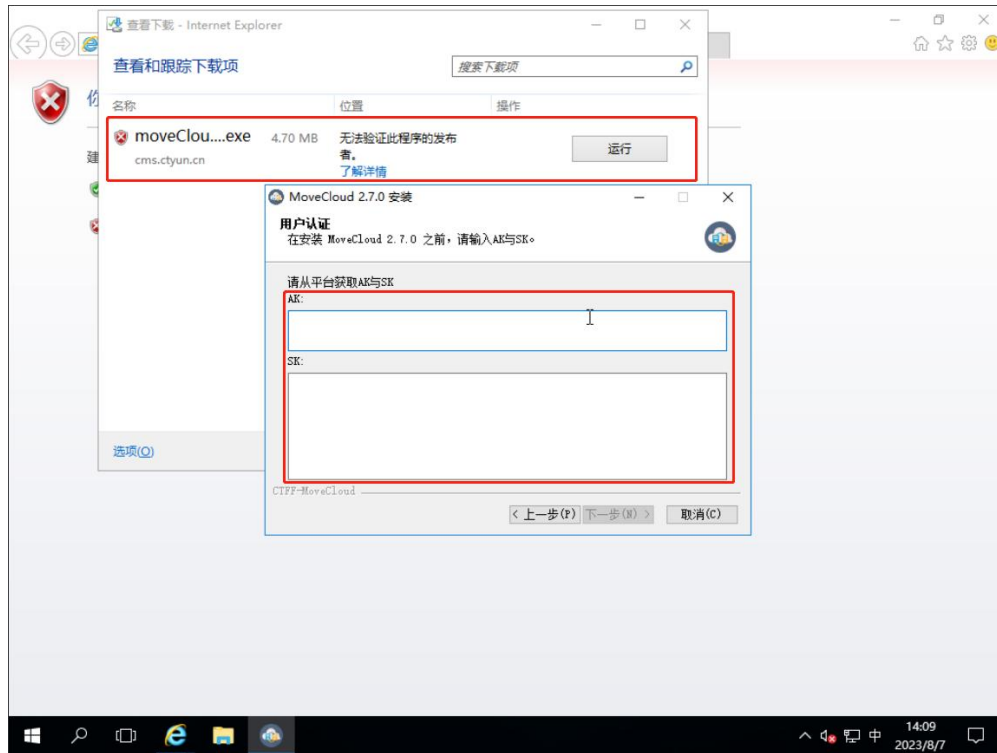 查看下载 - Internet Explorer
查看和跟踪下载项
搜索下载项
名称
位置
操作
moveClou....exe
4.70 MB
无法验证此程序的发布
者。
了解详情
运行
cms.ctyun.cn
MoveCloud 2.7.0 安装
用户认证
在安装 MoveCloud 2.7.0 之前，请输入AK与SK。
请从平台获取AK与SK
AK:
SK:
选项(O)
CTFF-MoveCloud
< 上一步(P)
下一步(N) >
取消(C)
中
14:09
2023/8/7